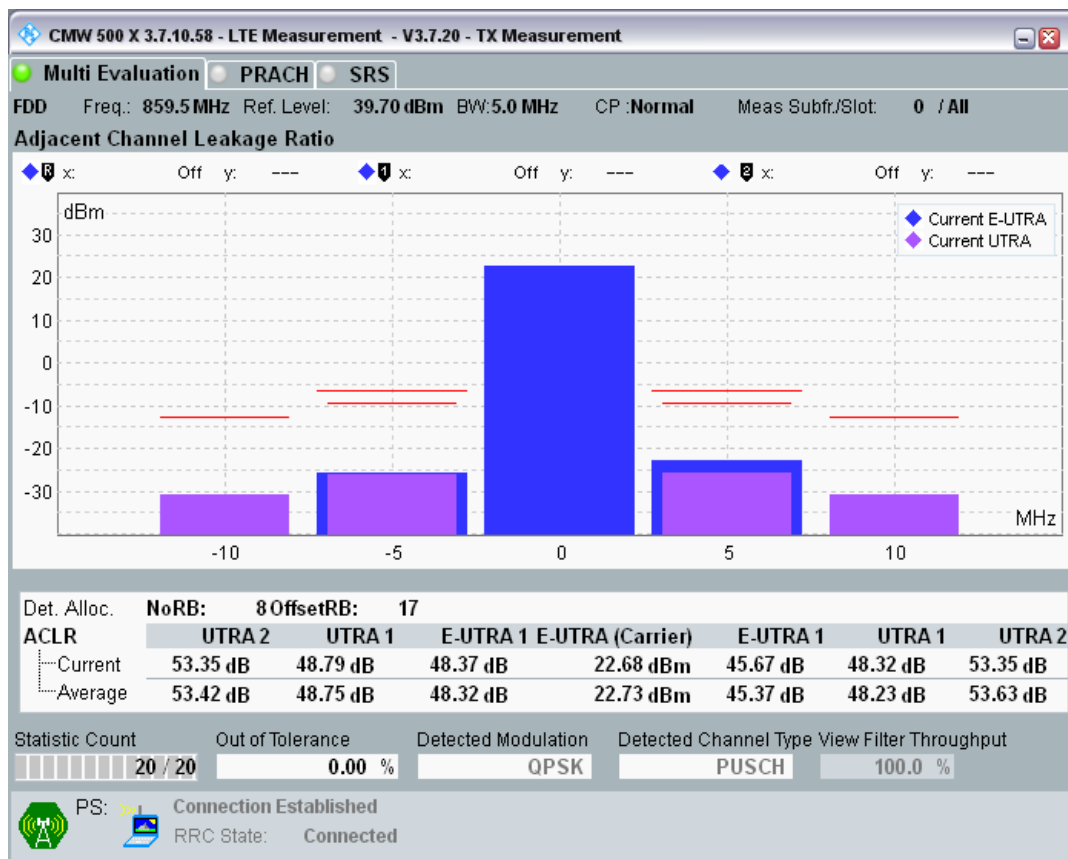 CMW 500 X 3.7.10.58 - LTE Measurement - V3.7.20 - TX Measurement
Multi Evaluation PRACH SRS
FDD Freq.: 859.5 MHz Ref. Level: 39.70 dBm BW:5.0 MHz CP :Normal Meas Subfr./Slot: 0 / All
Adjacent Channel Leakage Ratio
R x: Off y: --- 1 x: Off y: --- 2 x: Off y: ---
dBm
Current E-UTRA
Current UTRA
30
20
10
0
-10
-20
-30
MHz
-10 -5 0 5 10
Det. Alloc. NoRB: 8 OffsetRB: 17
ACLR UTRA 2 UTRA 1 E-UTRA 1 E-UTRA (Carrier) E-UTRA 1 UTRA 1 UTRA 2
Current 53.35 dB 48.79 dB 48.37 dB 22.68 dBm 45.67 dB 48.32 dB 53.35 dB
Average 53.42 dB 48.75 dB 48.32 dB 22.73 dBm 45.37 dB 48.23 dB 53.63 dB
Statistic Count Out of Tolerance Detected Modulation Detected Channel Type View Filter Throughput
20 / 20 0.00 % QPSK PUSCH 100.0 %
PS: Connection Established
RRC State: Connected